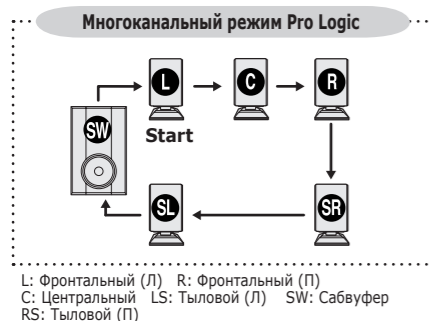 Многоканальный режим Pro Logic
L C R
SW
Start
SL SR
L: Фронтальный (Л) R: Фронтальный (П)
C: Центральный LS: Тыловой (Л) SW: Сабвуфер
RS: Тыловой (П)